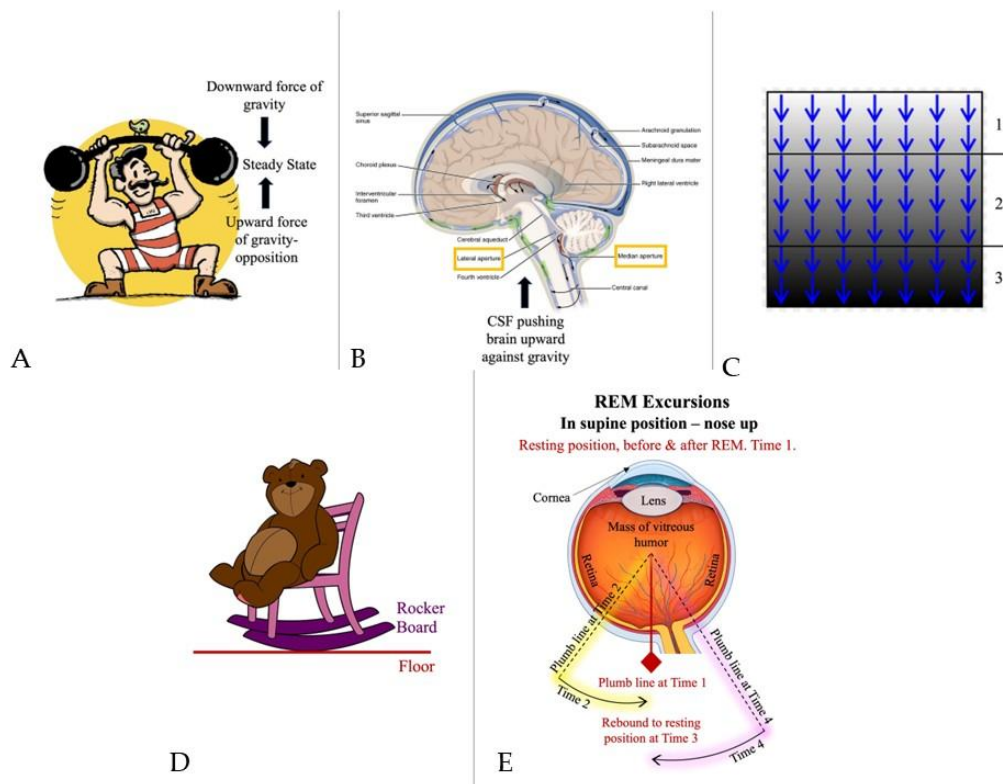 Downward force of
gravity
Steady State
Upward force
of gravity-
opposition
A
Superior sagittal
sinus
Choroid plexus
Interventricular
foramen
Third ventricle
Cerebral aqueduct
Lateral aperture
Fourth ventricle
Arachnoid granulation
Subarachnoid space
Meningeal dura mater
Right lateral ventricle
Median aperture
Central canal
CSF pushing
brain upward
against gravity
B
1
2
3
C
Rocker
Board
Floor
D
REM Excursions
In supine position – nose up
Resting position, before & after REM. Time 1.
Cornea
Lens
Mass of vitreous
humor
Retina
Retina
Plumb line at Time 2
Time 2
Plumb line at Time 1
Plumb line at Time 4
Time 4
Rebound to resting
position at Time 3
E